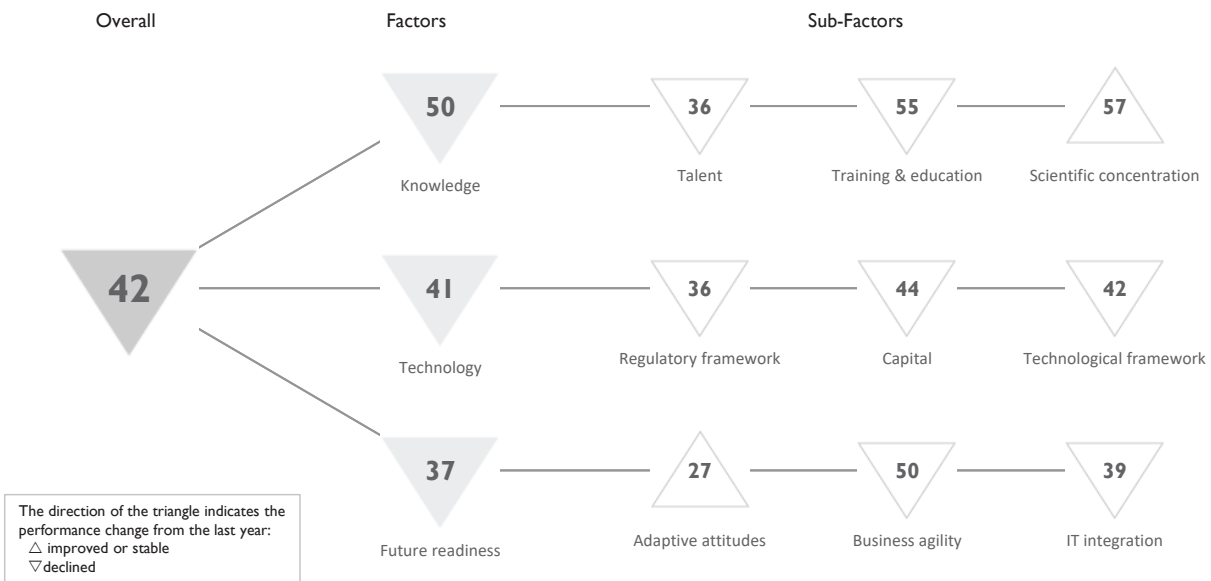 Overall
Factors
Sub-Factors
50
36
55
57
Knowledge
Talent
Training & education
Scientific concentration
42
41
36
44
42
Technology
Regulatory framework
Capital
Technological framework
37
27
50
39
Future readiness
Adaptive attitudes
Business agility
IT integration
The direction of the triangle indicates the
performance change from the last year:
△ improved or stable
▽ declined